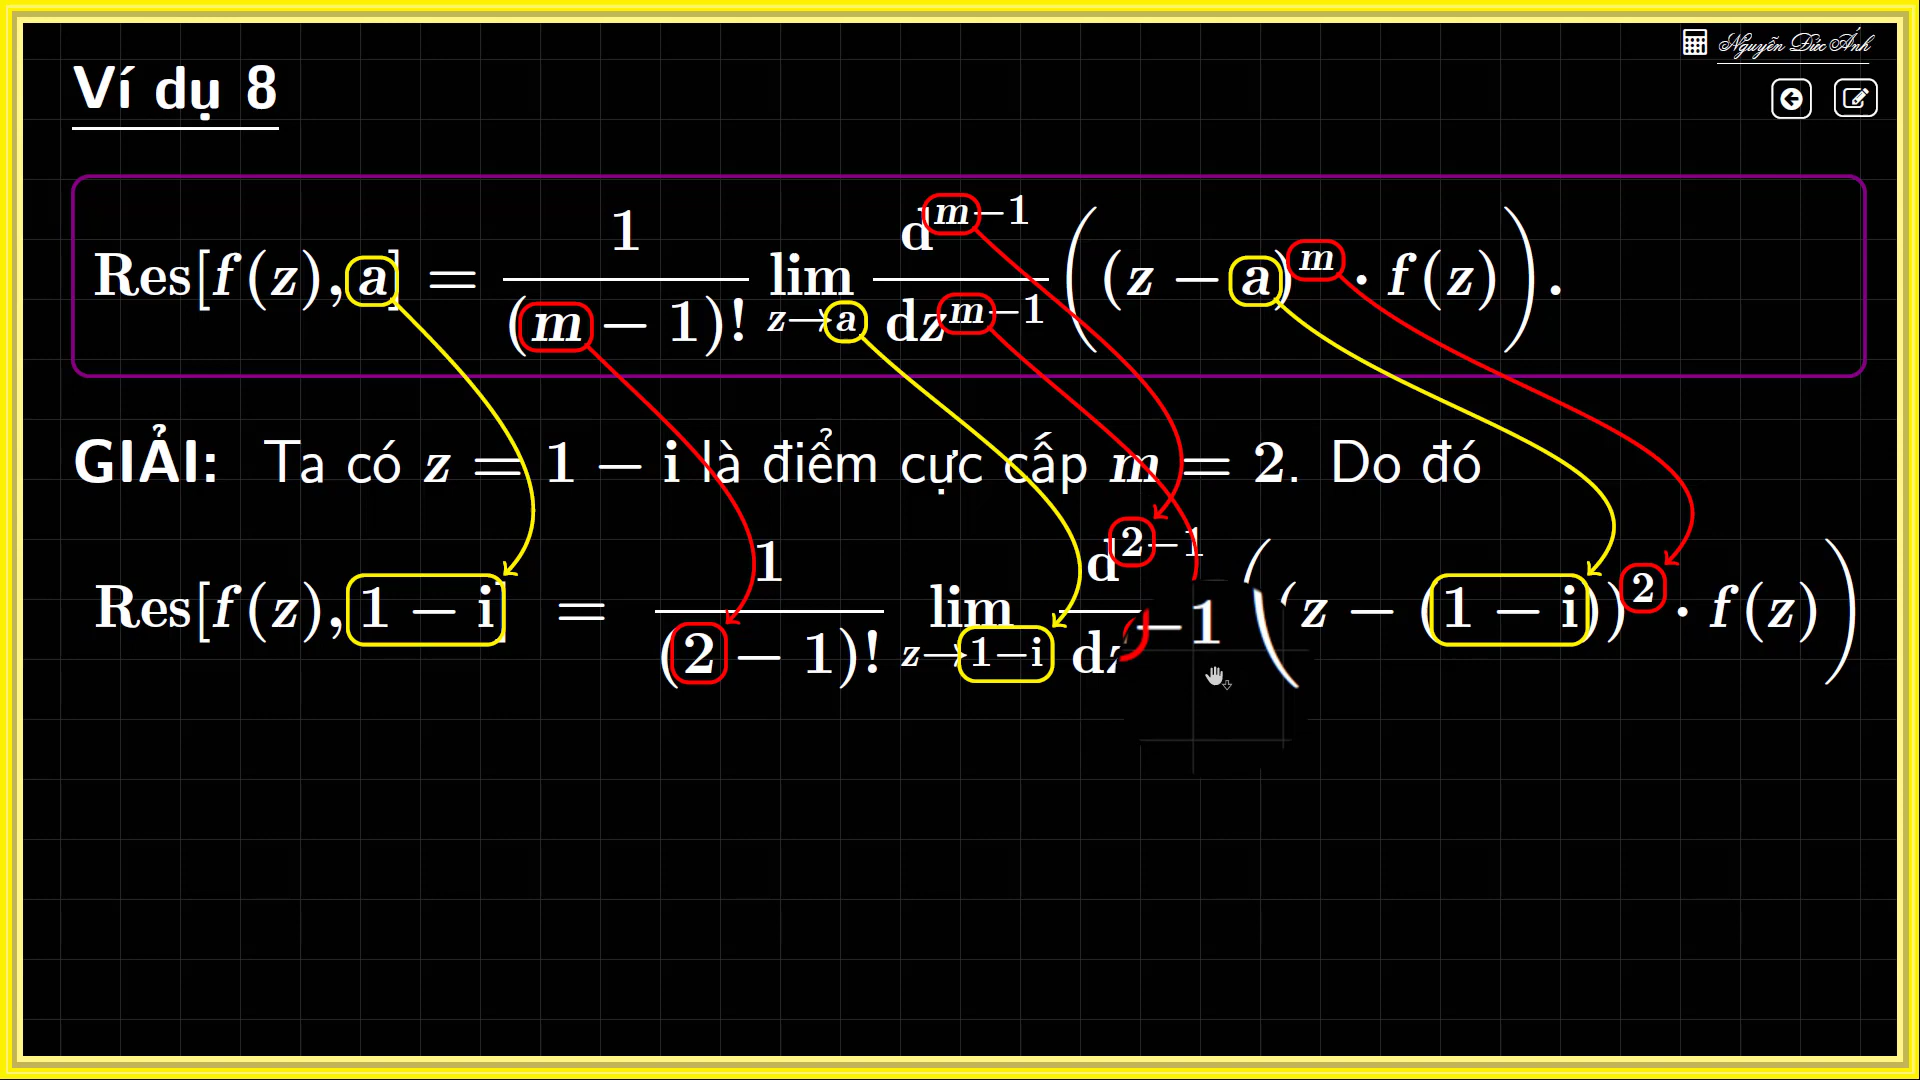 Nguyễn Đức Ánh
Ví dụ 8
Res[f(z), a] = 1/(m − 1)! lim z→a d^{m−1}/dz^{m−1} ((z − a)^m · f(z)).
GIẢI: Ta có z = 1 − i là điểm cực cấp m = 2. Do đó
Res[f(z), 1 − i] = 1/(2 − 1)! lim z→1−i d^{2−1}/dz^{−1} ((z − (1 − i))^2 · f(z))